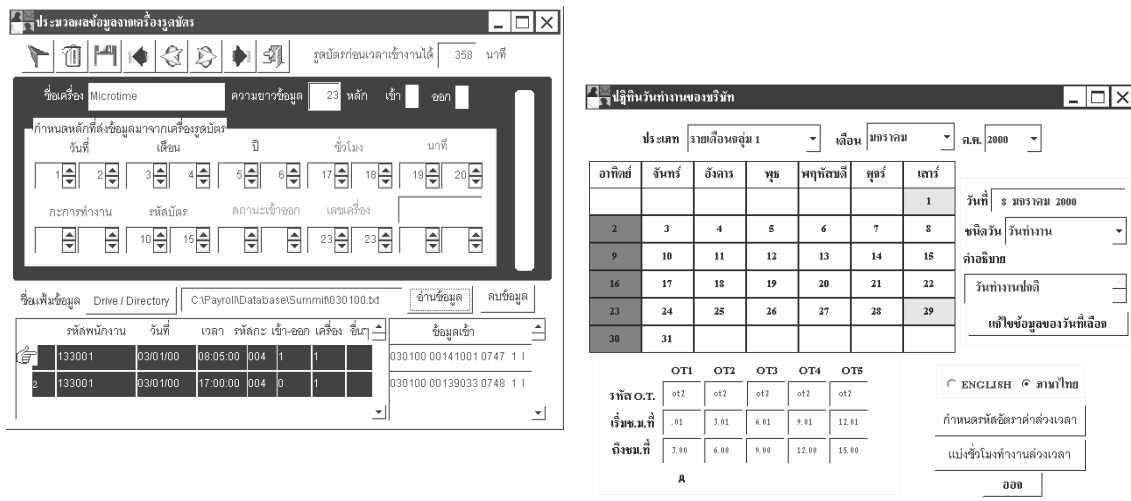 ประมวลผลข้อมูลจากเครื่องรูดบัตร
รูดบัตรก่อนเวลาเข้างานได้ 358 นาที
ชื่อเครื่อง Microtime ความยาวข้อมูล 23 หลัก เข้า ออก
กำหนดหลักที่ส่งข้อมูลมาจากเครื่องรูดบัตร
วันที่ เดือน ปี ชั่วโมง นาที
1 2 3 4 5 6 17 18 19 20
กะการทำงาน รหัสบัตร สถานะเข้าออก เลขเครื่อง
10 15 23 23
ชื่อแฟ้มข้อมูล Drive / Directory C:\Payroll\Database\Summit\030100.txt อ่านข้อมูล ลบข้อมูล
รหัสพนักงาน วันที่ เวลา รหัสกะ เข้า-ออก เครื่อง อื่นๆ ข้อมูลเข้า
133001 03/01/00 08:05:00 004 1 1 030100 00141001 0747 1 I
2 133001 03/01/00 17:00:00 004 0 1 030100 00139033 0748 1 I
ปฏิทินวันทำงานของบริษัท
ประเภท รายเดือนกลุ่ม 1 เดือน มกราคม ค.ศ. 2000
อาทิตย์ จันทร์ อังคาร พุธ พฤหัสบดี ศุกร์ เสาร์
1
2 3 4 5 6 7 8
9 10 11 12 13 14 15
16 17 18 19 20 21 22
23 24 25 26 27 28 29
30 31
วันที่ 8 มกราคม 2000
ชนิดวัน วันทำงาน
คำอธิบาย
วันทำงานปกติ
แก้ไขข้อมูลของวันที่เลือก
OT1 OT2 OT3 OT4 OT5
รหัส O.T. ot2 ot2 ot2 ot2 ot2
เริ่มช.ม.ที่ .01 3.01 6.01 9.01 12.01
ถึงชม.ที่ 3.00 6.00 9.00 12.00 15.00
A
ENGLISH ภาษาไทย
กำหนดรหัสอัตราค่าล่วงเวลา
แบ่งชั่วโมงทำงานล่วงเวลา
ออก